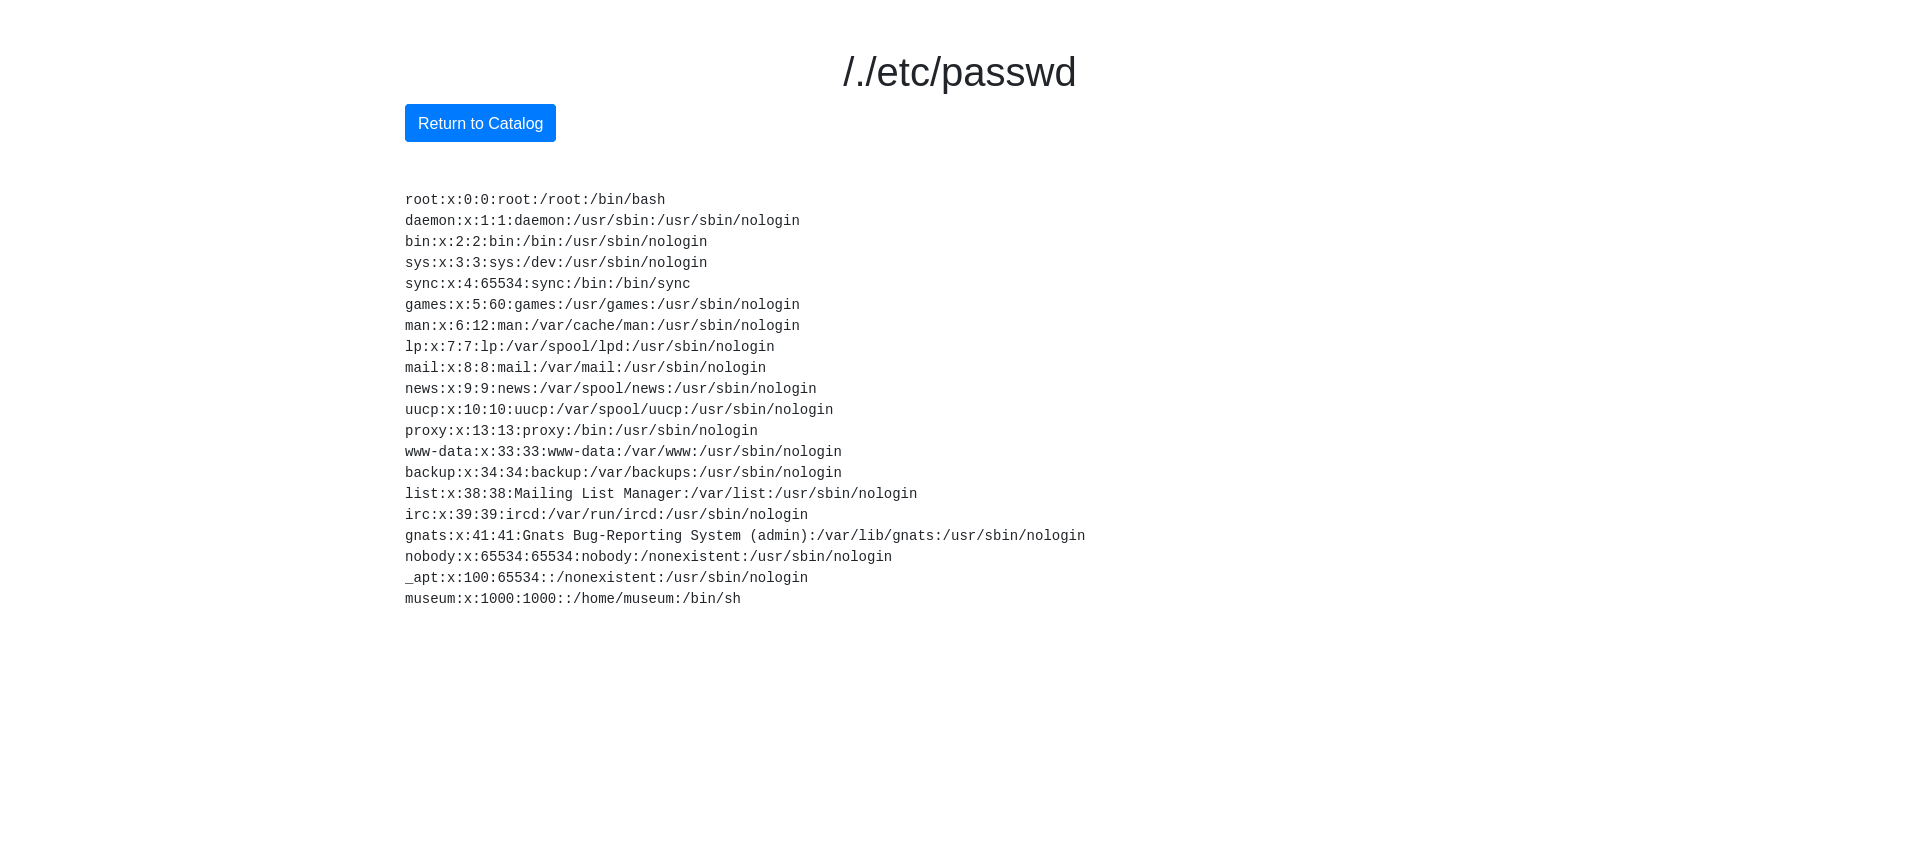 /./etc/passwd
Return to Catalog
root:x:0:0:root:/root:/bin/bash
daemon:x:1:1:daemon:/usr/sbin:/usr/sbin/nologin
bin:x:2:2:bin:/bin:/usr/sbin/nologin
sys:x:3:3:sys:/dev:/usr/sbin/nologin
sync:x:4:65534:sync:/bin:/bin/sync
games:x:5:60:games:/usr/games:/usr/sbin/nologin
man:x:6:12:man:/var/cache/man:/usr/sbin/nologin
lp:x:7:7:lp:/var/spool/lpd:/usr/sbin/nologin
mail:x:8:8:mail:/var/mail:/usr/sbin/nologin
news:x:9:9:news:/var/spool/news:/usr/sbin/nologin
uucp:x:10:10:uucp:/var/spool/uucp:/usr/sbin/nologin
proxy:x:13:13:proxy:/bin:/usr/sbin/nologin
www-data:x:33:33:www-data:/var/www:/usr/sbin/nologin
backup:x:34:34:backup:/var/backups:/usr/sbin/nologin
list:x:38:38:Mailing List Manager:/var/list:/usr/sbin/nologin
irc:x:39:39:ircd:/var/run/ircd:/usr/sbin/nologin
gnats:x:41:41:Gnats Bug-Reporting System (admin):/var/lib/gnats:/usr/sbin/nologin
nobody:x:65534:65534:nobody:/nonexistent:/usr/sbin/nologin
_apt:x:100:65534::/nonexistent:/usr/sbin/nologin
museum:x:1000:1000::/home/museum:/bin/sh